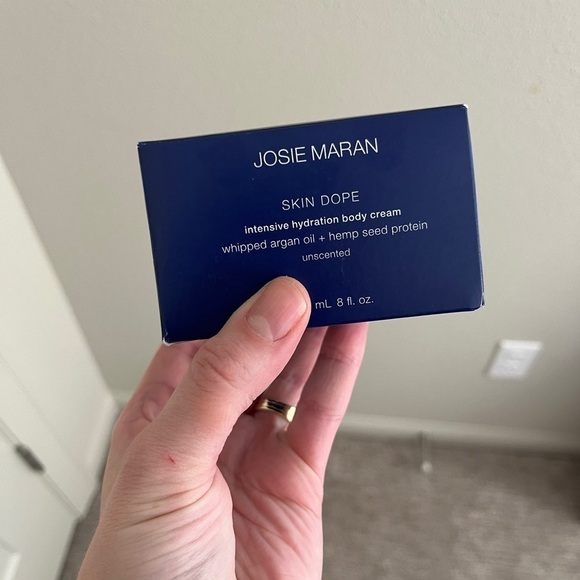 JOSIE MARAN
SKIN DOPE
intensive hydration body cream
whipped argan oil + hemp seed protein
unscented
mL 8 fl. oz.